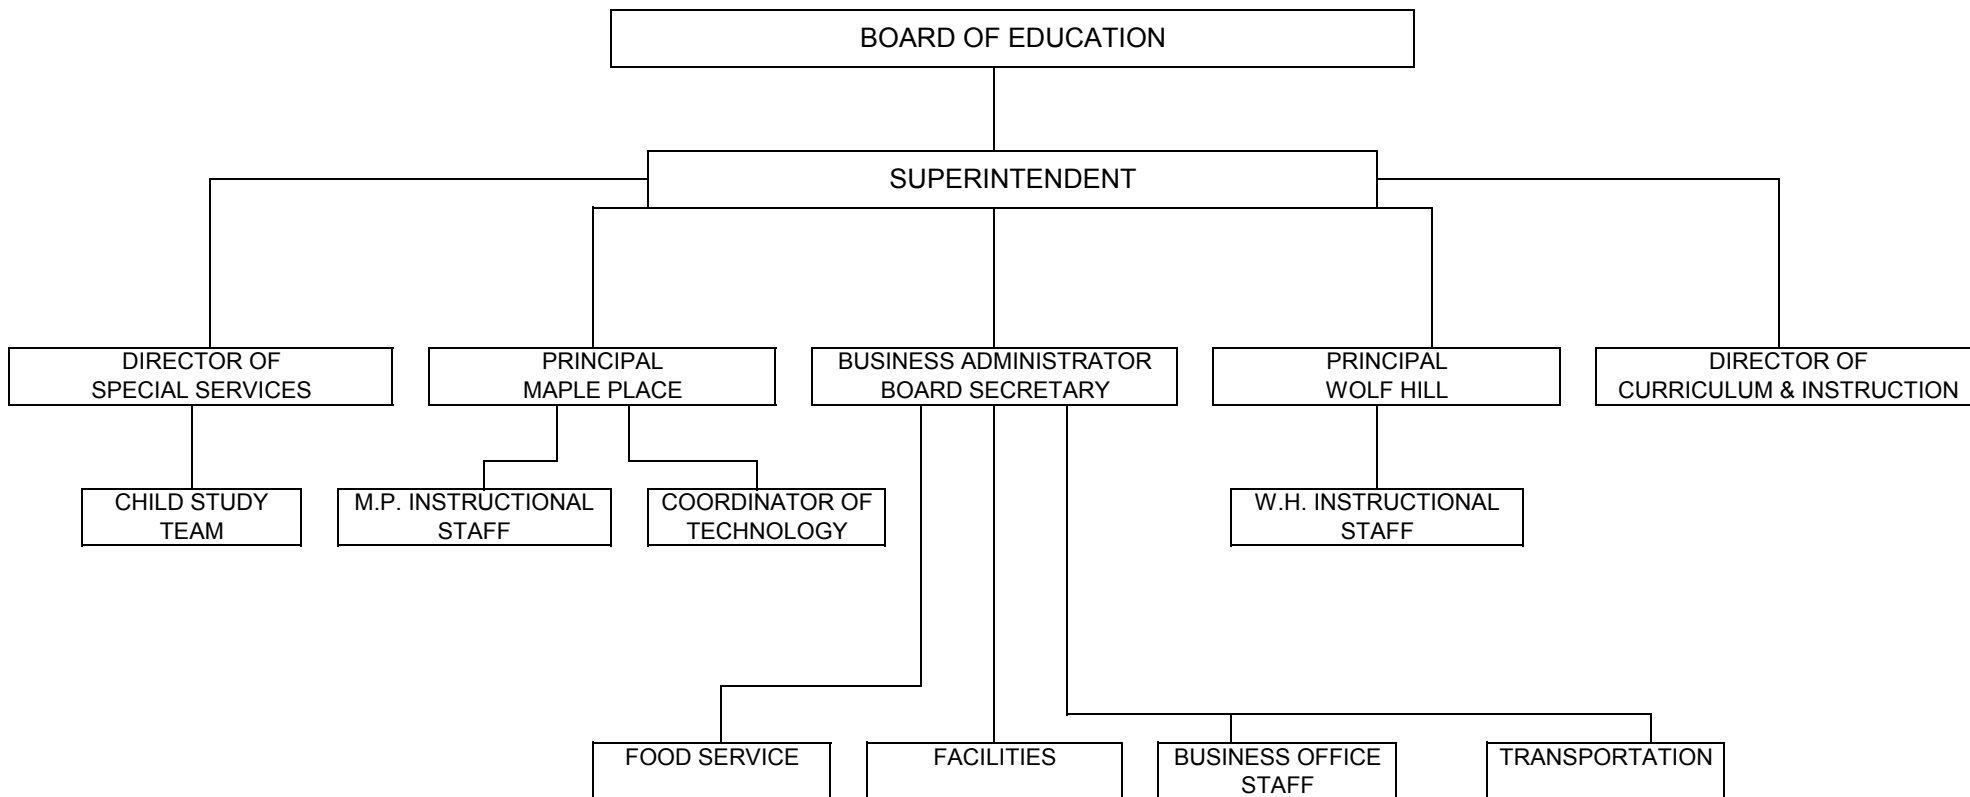 BOARD OF EDUCATION
SUPERINTENDENT
DIRECTOR OF
SPECIAL SERVICES
PRINCIPAL
MAPLE PLACE
BUSINESS ADMINISTRATOR
BOARD SECRETARY
PRINCIPAL
WOLF HILL
DIRECTOR OF
CURRICULUM & INSTRUCTION
CHILD STUDY
TEAM
M.P. INSTRUCTIONAL
STAFF
COORDINATOR OF
TECHNOLOGY
W.H. INSTRUCTIONAL
STAFF
FOOD SERVICE
FACILITIES
BUSINESS OFFICE
STAFF
TRANSPORTATION